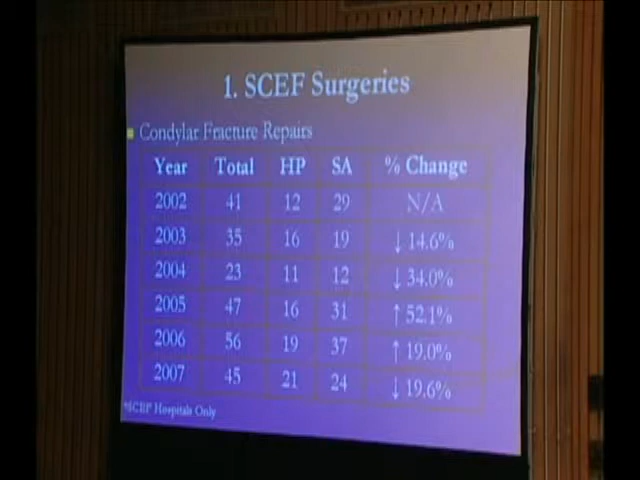 1. SCEF Surgeries
Condylar Fracture Repairs
Year Total HP SA % Change
2002 41 12 29 N/A
2003 35 16 19 ↓ 14.6%
2004 23 11 12 ↓ 34.0%
2005 47 16 31 ↑ 52.1%
2006 56 19 37 ↑ 19.0%
2007 45 21 24 ↓ 19.6%
*SCEF Hospitals Only